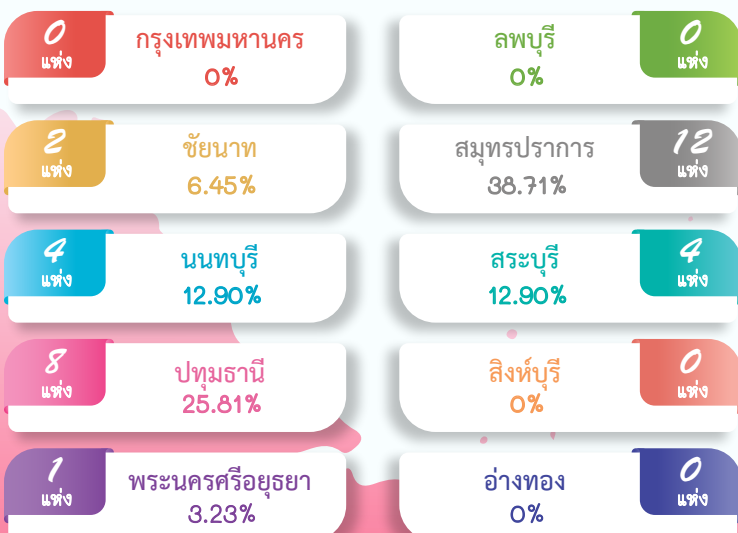 0
แห่ง
กรุงเทพมหานคร
0%
ลพบุรี
0%
0
แห่ง
2
แห่ง
ชัยนาท
6.45%
สมุทรปราการ
38.71%
12
แห่ง
4
แห่ง
นนทบุรี
12.90%
สระบุรี
12.90%
4
แห่ง
8
แห่ง
ปทุมธานี
25.81%
สิงห์บุรี
0%
0
แห่ง
1
แห่ง
พระนครศรีอยุธยา
3.23%
อ่างทอง
0%
0
แห่ง